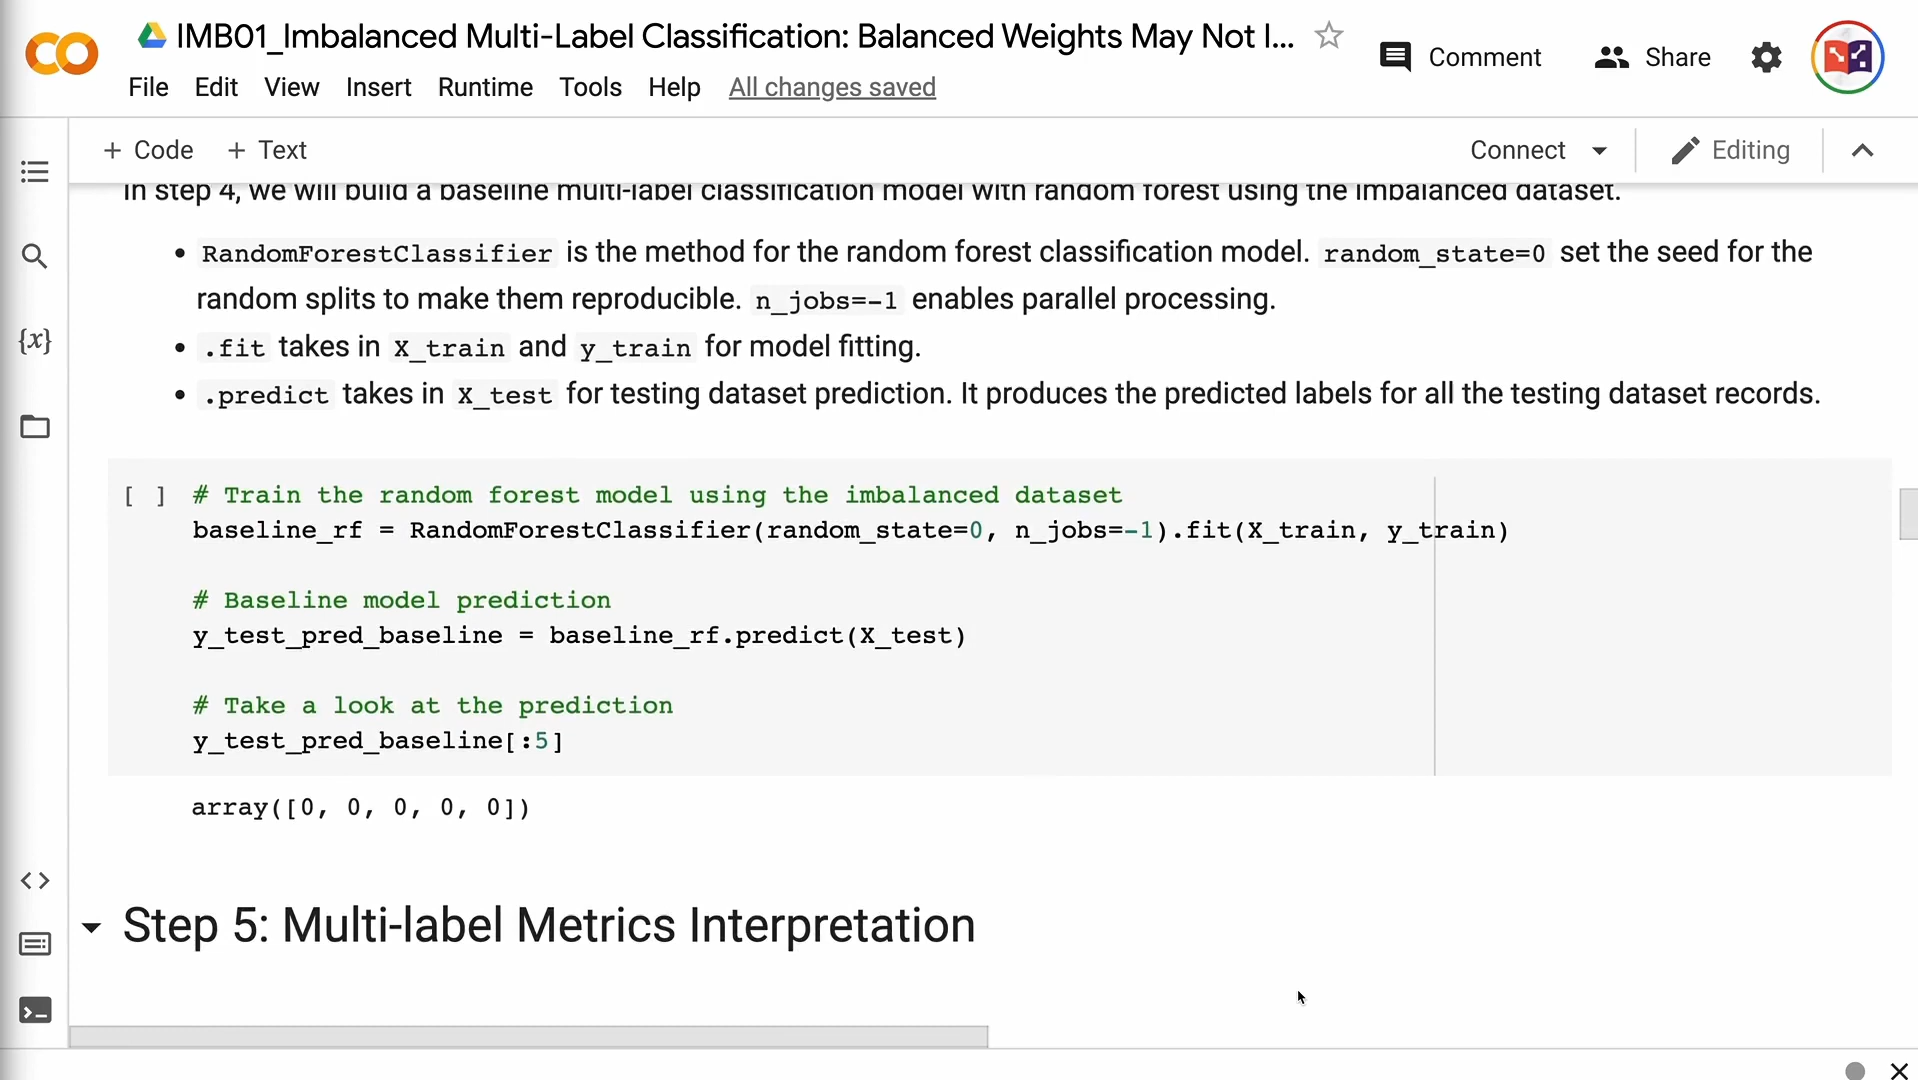 IMB01_Imbalanced Multi-Label Classification: Balanced Weights May Not I...
Comment
Share
File Edit View Insert Runtime Tools Help All changes saved
+ Code + Text
Connect
Editing
In step 4, we will build a baseline multi-label classification model with random forest using the imbalanced dataset.
• RandomForestClassifier is the method for the random forest classification model. random_state=0 set the seed for the
random splits to make them reproducible. n_jobs=-1 enables parallel processing.
• .fit takes in X_train and y_train for model fitting.
• .predict takes in X_test for testing dataset prediction. It produces the predicted labels for all the testing dataset records.
[ ] # Train the random forest model using the imbalanced dataset
baseline_rf = RandomForestClassifier(random_state=0, n_jobs=-1).fit(X_train, y_train)
# Baseline model prediction
y_test_pred_baseline = baseline_rf.predict(X_test)
# Take a look at the prediction
y_test_pred_baseline[:5]
array([0, 0, 0, 0, 0])
Step 5: Multi-label Metrics Interpretation
{x}